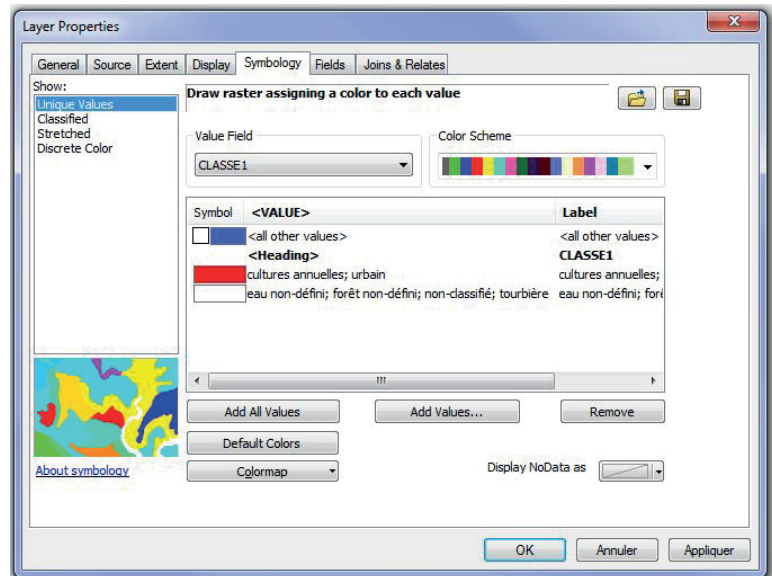 Layer Properties
General Source Extent Display Symbology Fields Joins & Relates
Show:
Unique Values
Classified
Stretched
Discrete Color
About symbology
Draw raster assigning a color to each value
Value Field
CLASSE1
Color Scheme
Symbol <VALUE> Label
<all other values> <all other values>
<Heading> CLASSE1
cultures annuelles; urbain cultures annuelles;
eau non-défini; forêt non-défini; non-classifié; tourbière eau non-défini; forê
Add All Values Add Values... Remove
Default Colors
Colormap
Display NoData as
OK Annuler Appliquer